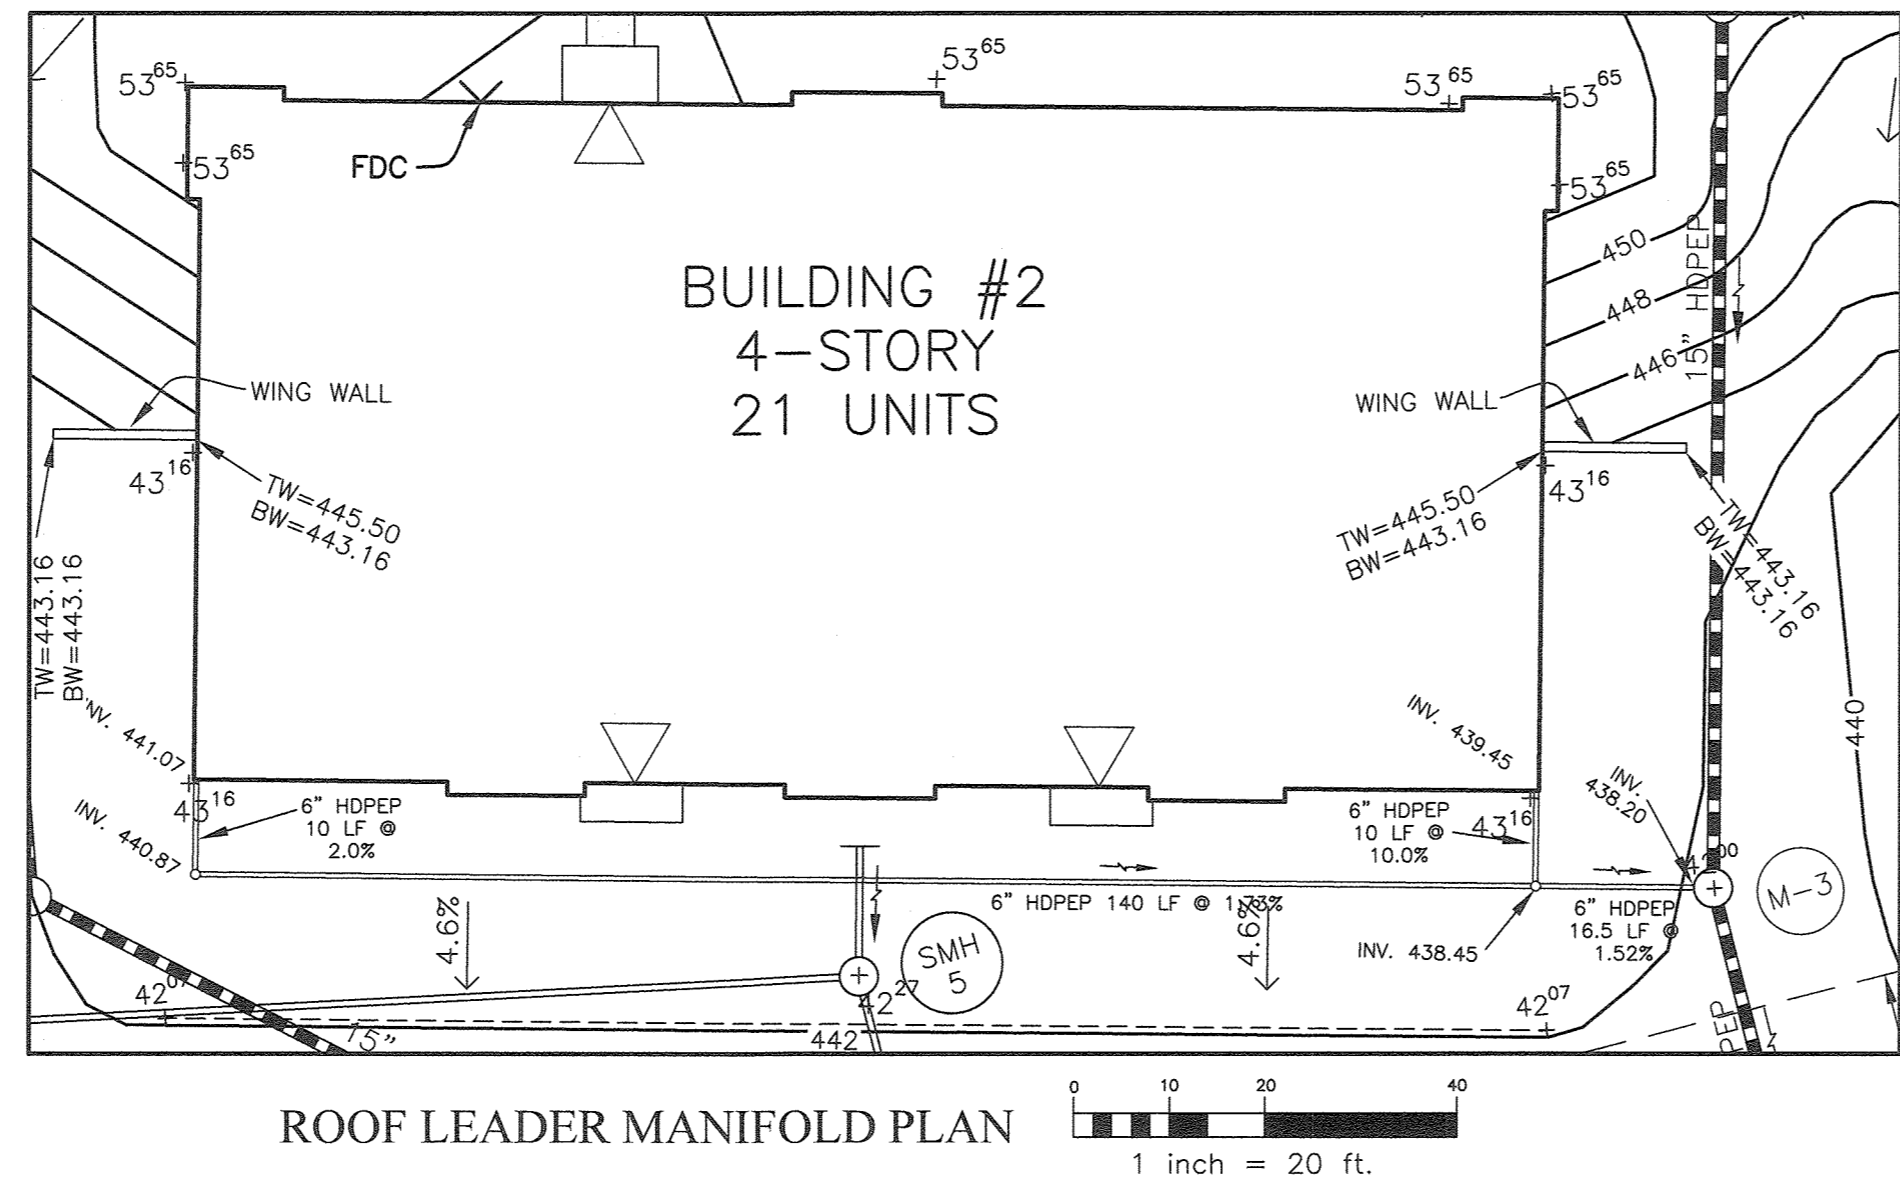 53⁶⁵
53⁶⁵
53⁶⁵
53⁶⁵
53⁶⁵
53⁶⁵
FDC
BUILDING #2
4-STORY
21 UNITS
450
448
446
15" HDPEP
WING WALL
WING WALL
43¹⁶
43¹⁶
TW=445.50
BW=443.16
TW=445.50
BW=443.16
TW=443.16
BW=443.16
TW=443.16
BW=443.16
INV. 441.07
INV. 439.45
INV.
438.20
440
43¹⁶
6" HDPEP
10 LF @
2.0%
6" HDPEP
10 LF @
10.0%
43¹⁶
42⁰⁰
INV. 440.87
6" HDPEP 140 LF @ 1.73%
4.6%
4.6%
SMH
5
M-3
6" HDPEP
16.5 LF @
1.52%
INV. 438.45
42⁰⁷
42²⁷
42⁰⁷
15"
442
PEP
ROOF LEADER MANIFOLD PLAN
0 10 20 40
1 inch = 20 ft.